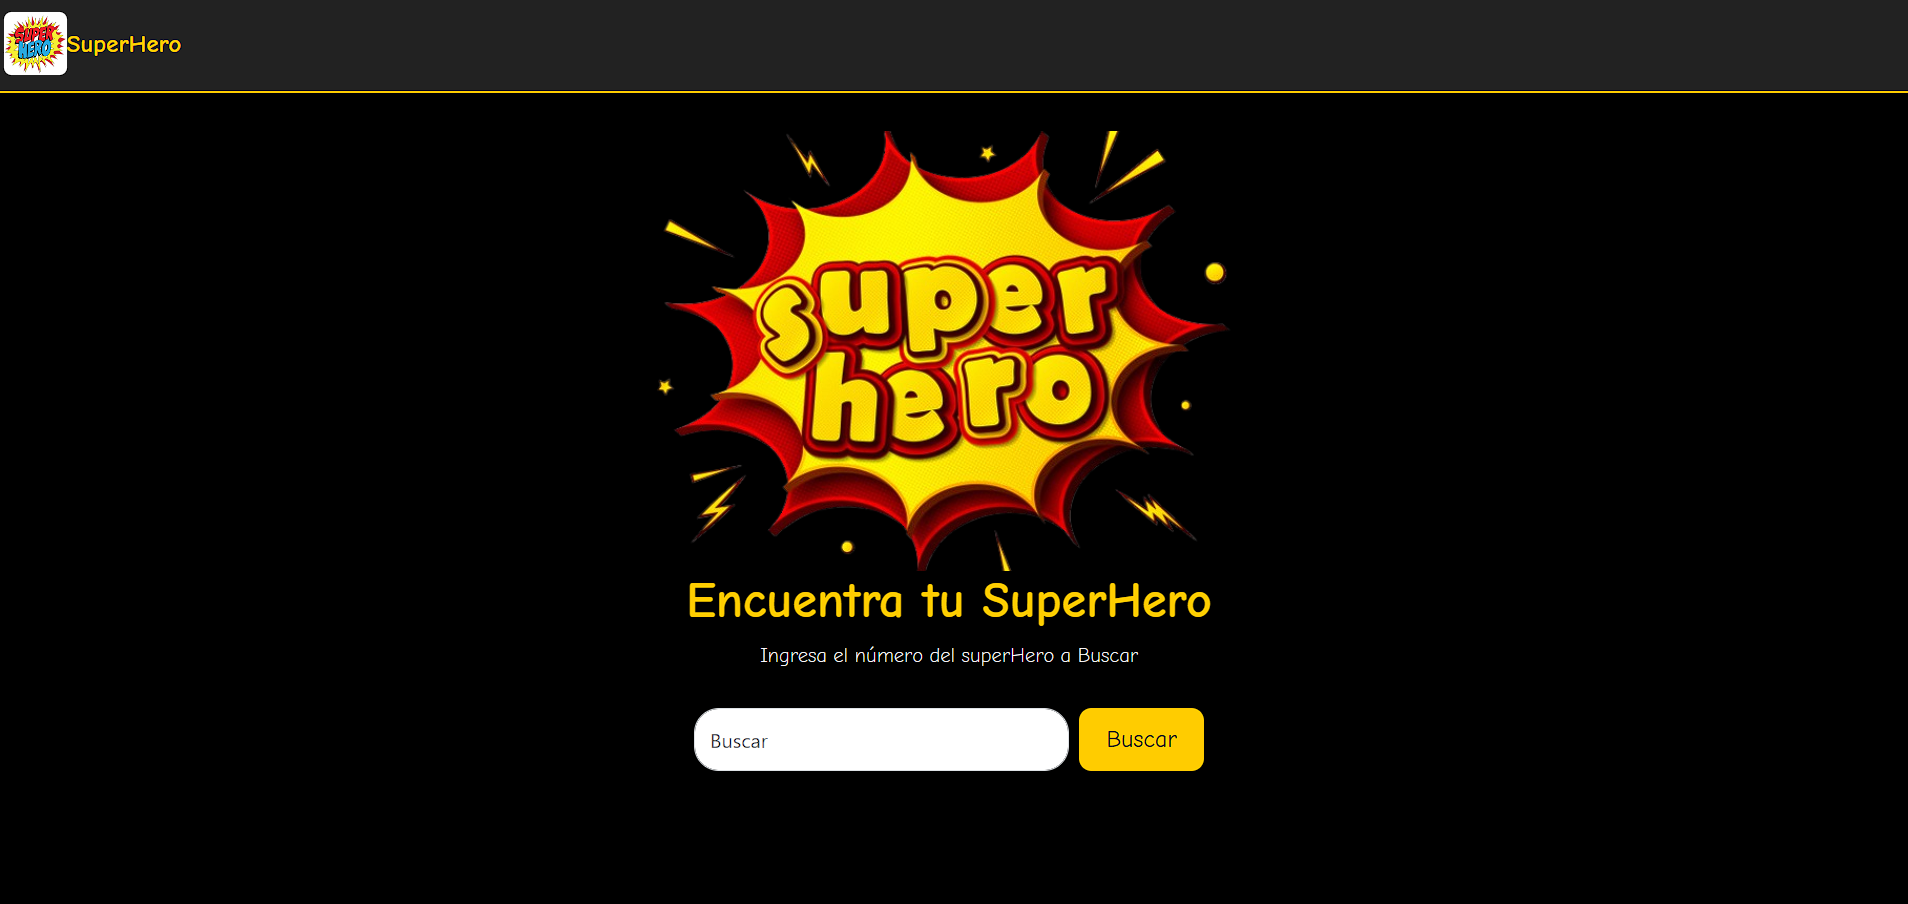 SUPER
HERO
SuperHero
super
hero
Encuentra tu SuperHero
Ingresa el número del superHero a Buscar
Buscar
Buscar